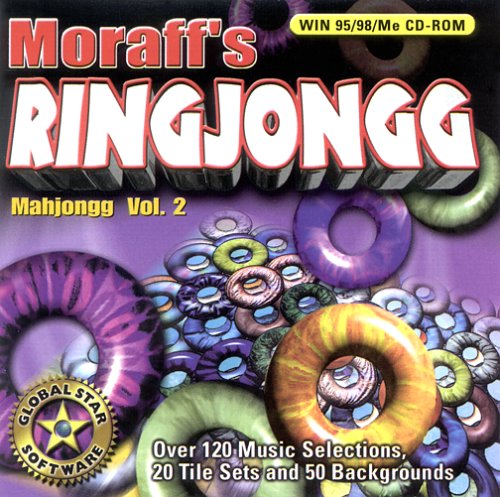 Moraff's
WIN 95/98/Me CD-ROM
RINGJONGG
Mahjongg Vol. 2
GLOBAL STAR
SOFTWARE
Over 120 Music Selections,
20 Tile Sets and 50 Backgrounds